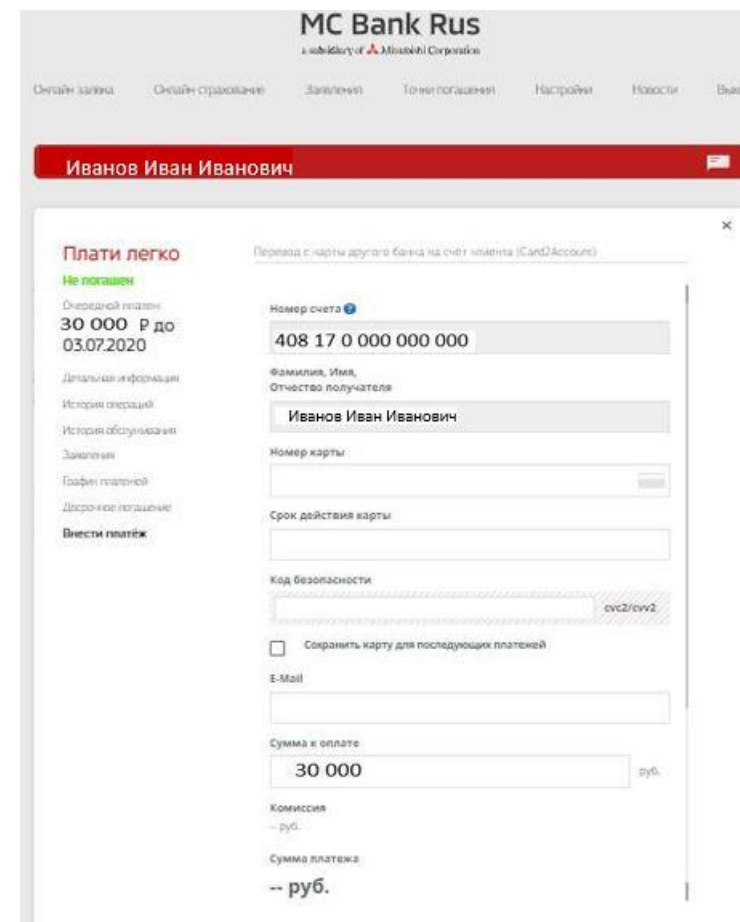 MC Bank Rus
a subsidiary of Mitsubishi Corporation
Онлайн заявка Онлайн страхование Заявления Точки погашения Настройки Новости
Иванов Иван Иванович
Плати легко
Не погашен
Очередной платеж
30 000 ₽ до
03.07.2020
Детальная информация
История операций
История обслуживания
Заявления
График платежей
Досрочное погашение
Внести платёж
Перевод с карты другого банка на счёт клиента (Card2Account)
Номер счета ?
408 17 0 000 000 000
Фамилия, Имя,
Отчество получателя
Иванов Иван Иванович
Номер карты
Срок действия карты
Код безопасности
cvc2/cvv2
Сохранить карту для последующих платежей
E-Mail
Сумма к оплате
30 000 руб.
Комиссия
-- руб.
Сумма платежа
-- руб.